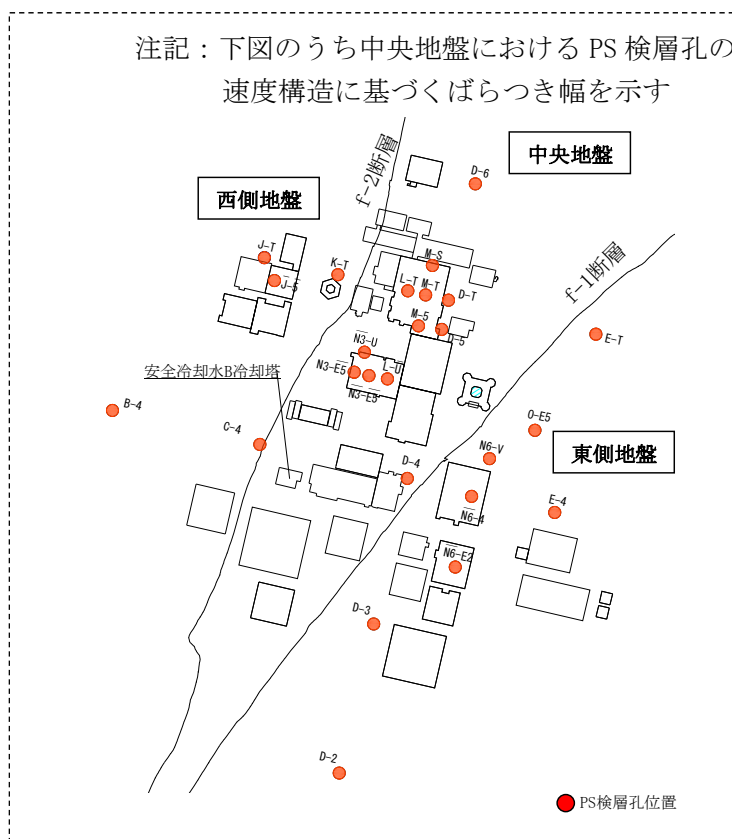 注記：下図のうち中央地盤における PS 検層孔の
速度構造に基づくばらつき幅を示す
中央地盤
f-2断層
D-6
西側地盤
J-T
K-T
M-S
J-5
L-T
M-T
D-T
f-1断層
M-5
D-5
E-T
N3-U
N3-E5
L-U
N3-E5
安全冷却水B冷却塔
B-4
C-4
O-E5
N6-V
東側地盤
D-4
N6-4
E-4
N6-E2
D-3
D-2
PS検層孔位置